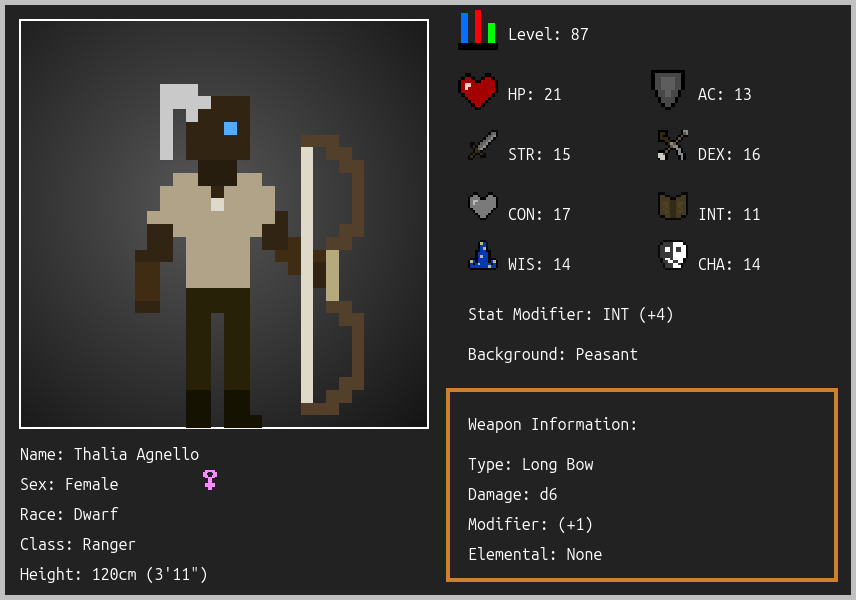 Level: 87
HP: 21
AC: 13
STR: 15
DEX: 16
CON: 17
INT: 11
WIS: 14
CHA: 14
Stat Modifier: INT (+4)
Background: Peasant
Weapon Information:
Type: Long Bow
Damage: d6
Modifier: (+1)
Elemental: None
Name: Thalia Agnello
Sex: Female
Race: Dwarf
Class: Ranger
Height: 120cm (3'11")